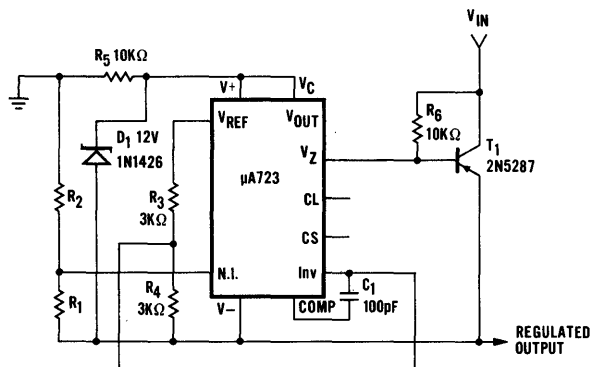 V_IN
R5 10KΩ
V+
V_C
V_REF
V_OUT
R6
10KΩ
D1 12V
1N1426
T1
2N5287
V_Z
µA723
R2
R3
3KΩ
CL
CS
N.I.
Inv
C1
100pF
R1
R4
3KΩ
V−
COMP
REGULATED
OUTPUT